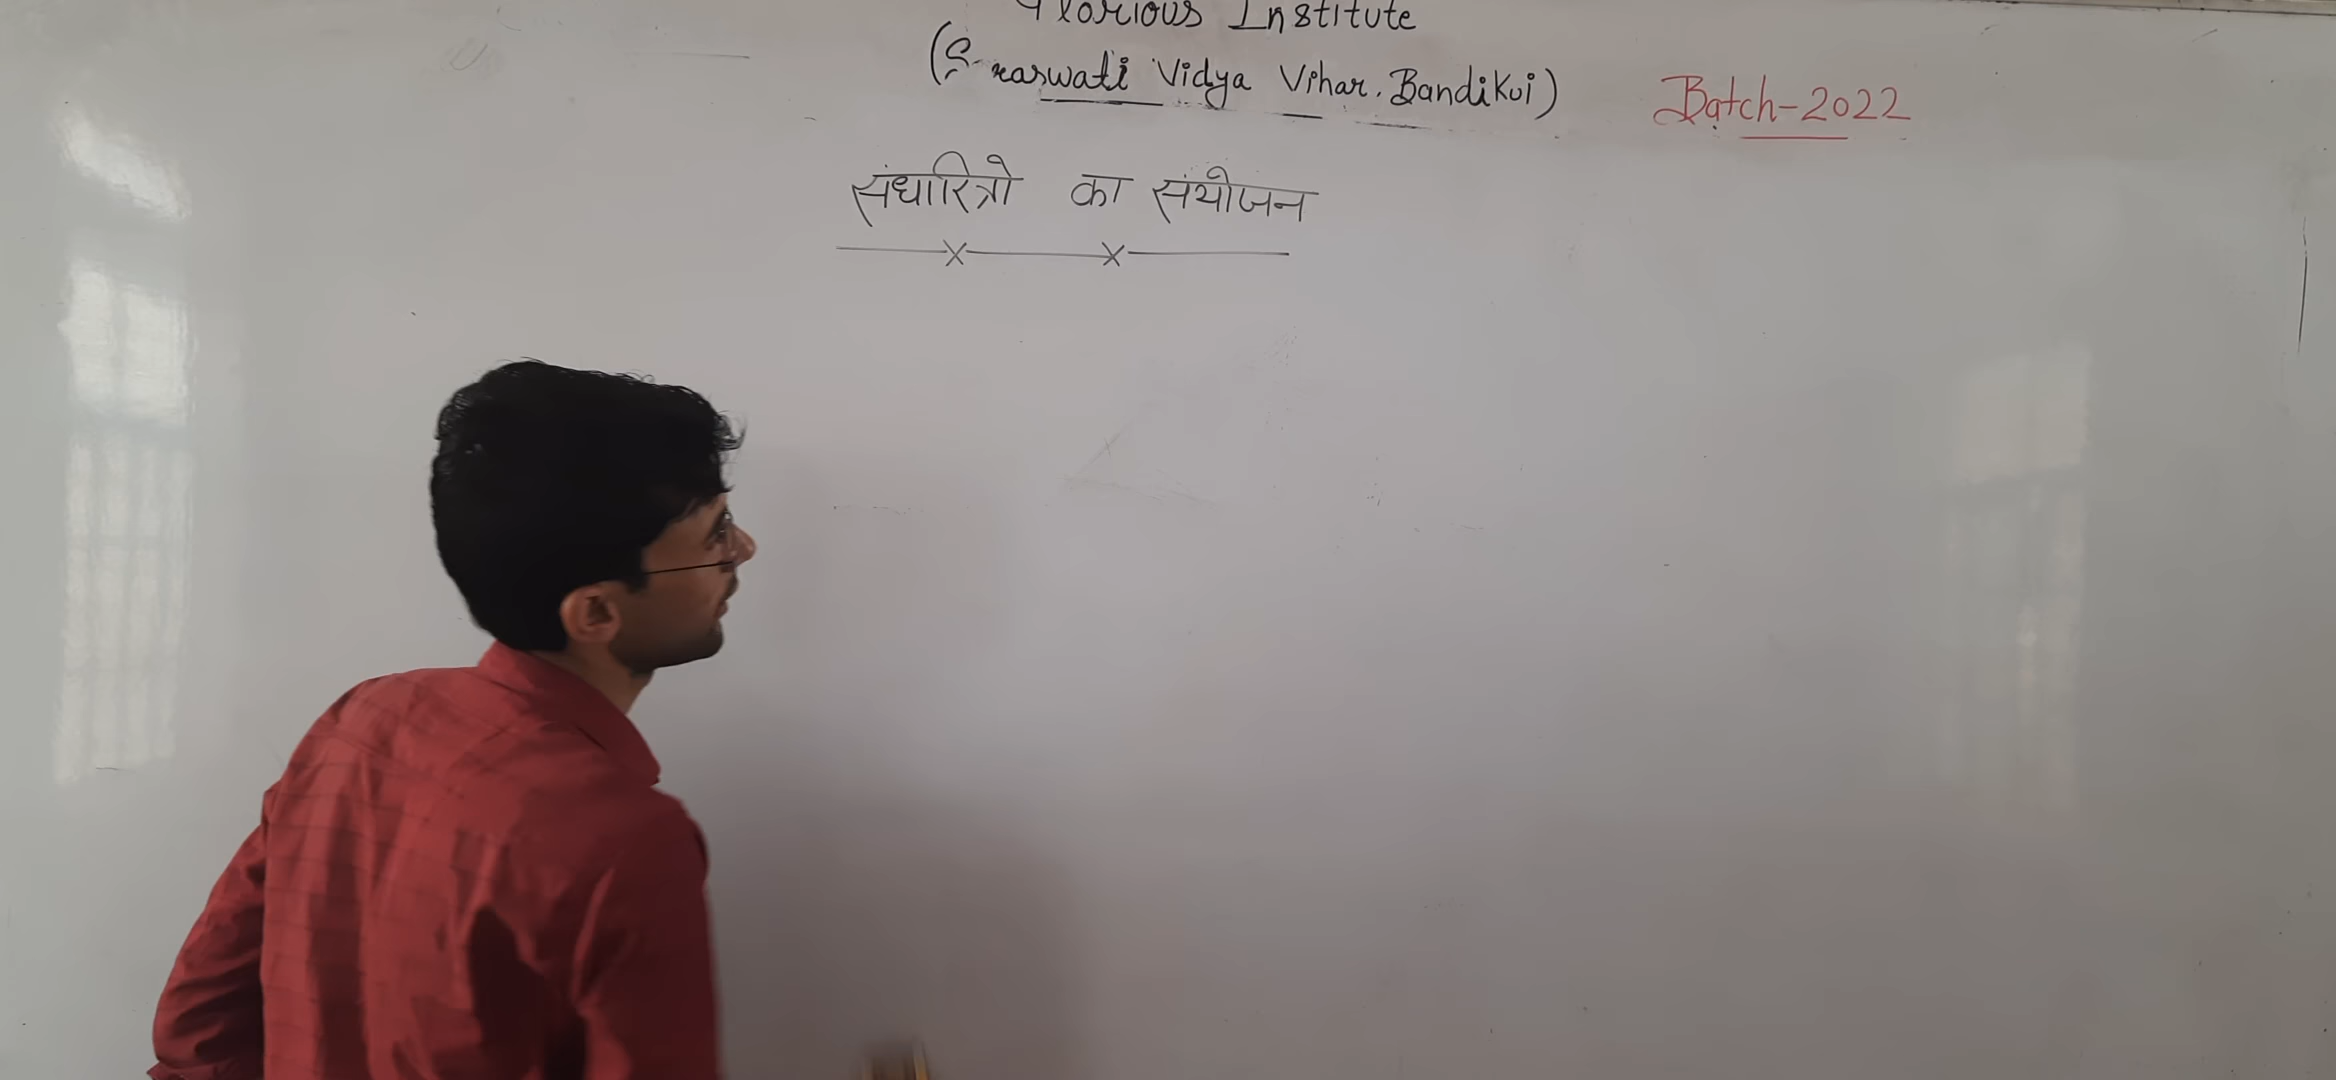 Glorious Institute
(Saraswati Vidya Vihar, Bandikui)
Batch-2022
संधारित्रो का संयोजन